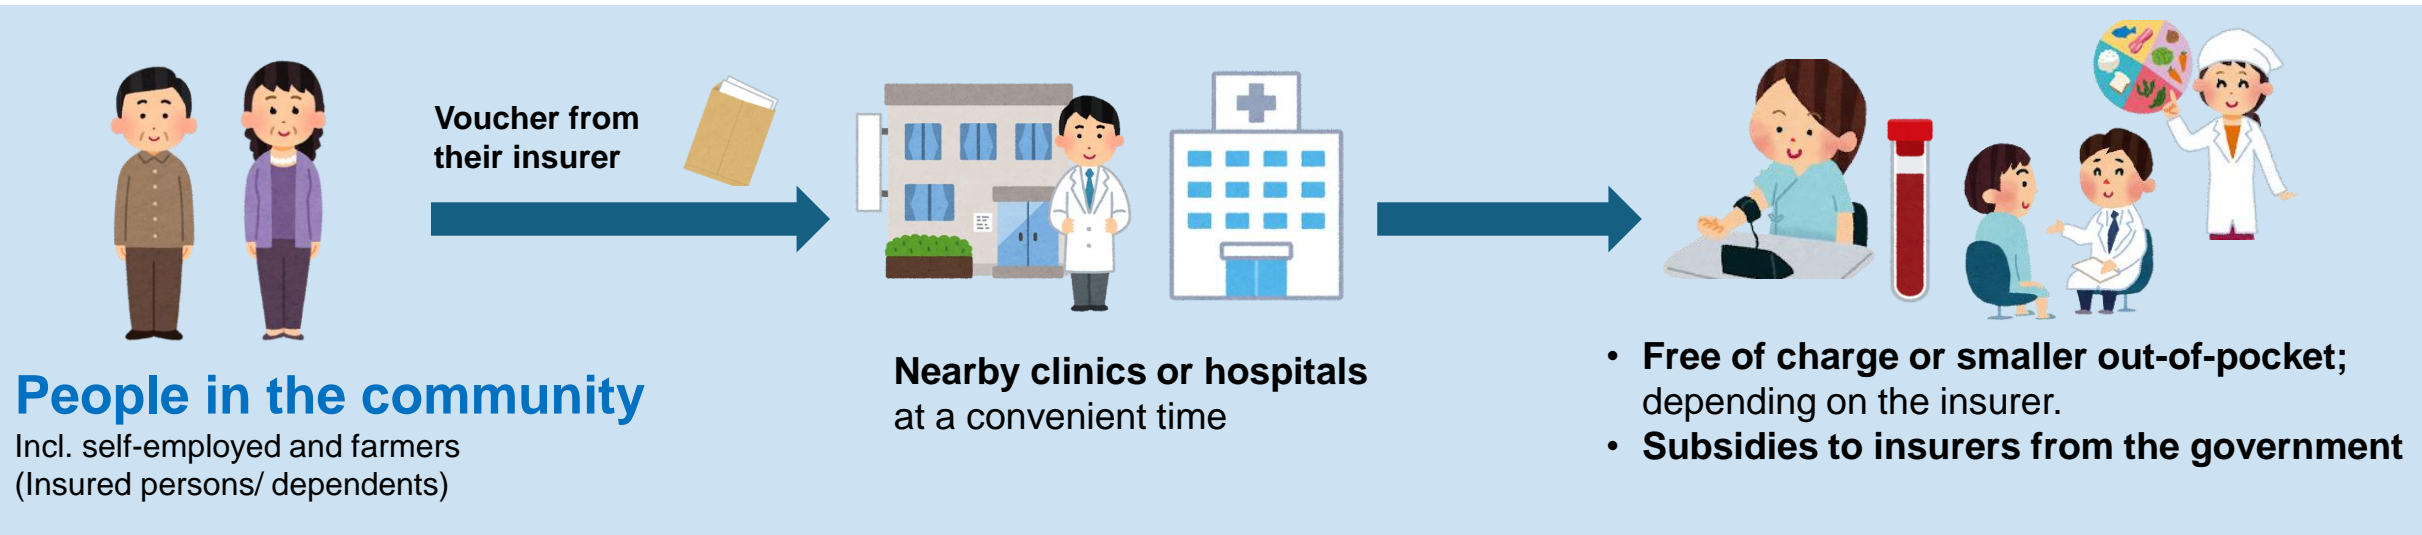 Voucher from
their insurer
People in the community
Incl. self-employed and farmers
(Insured persons/ dependents)
Nearby clinics or hospitals
at a convenient time
• Free of charge or smaller out-of-pocket;
depending on the insurer.
• Subsidies to insurers from the government